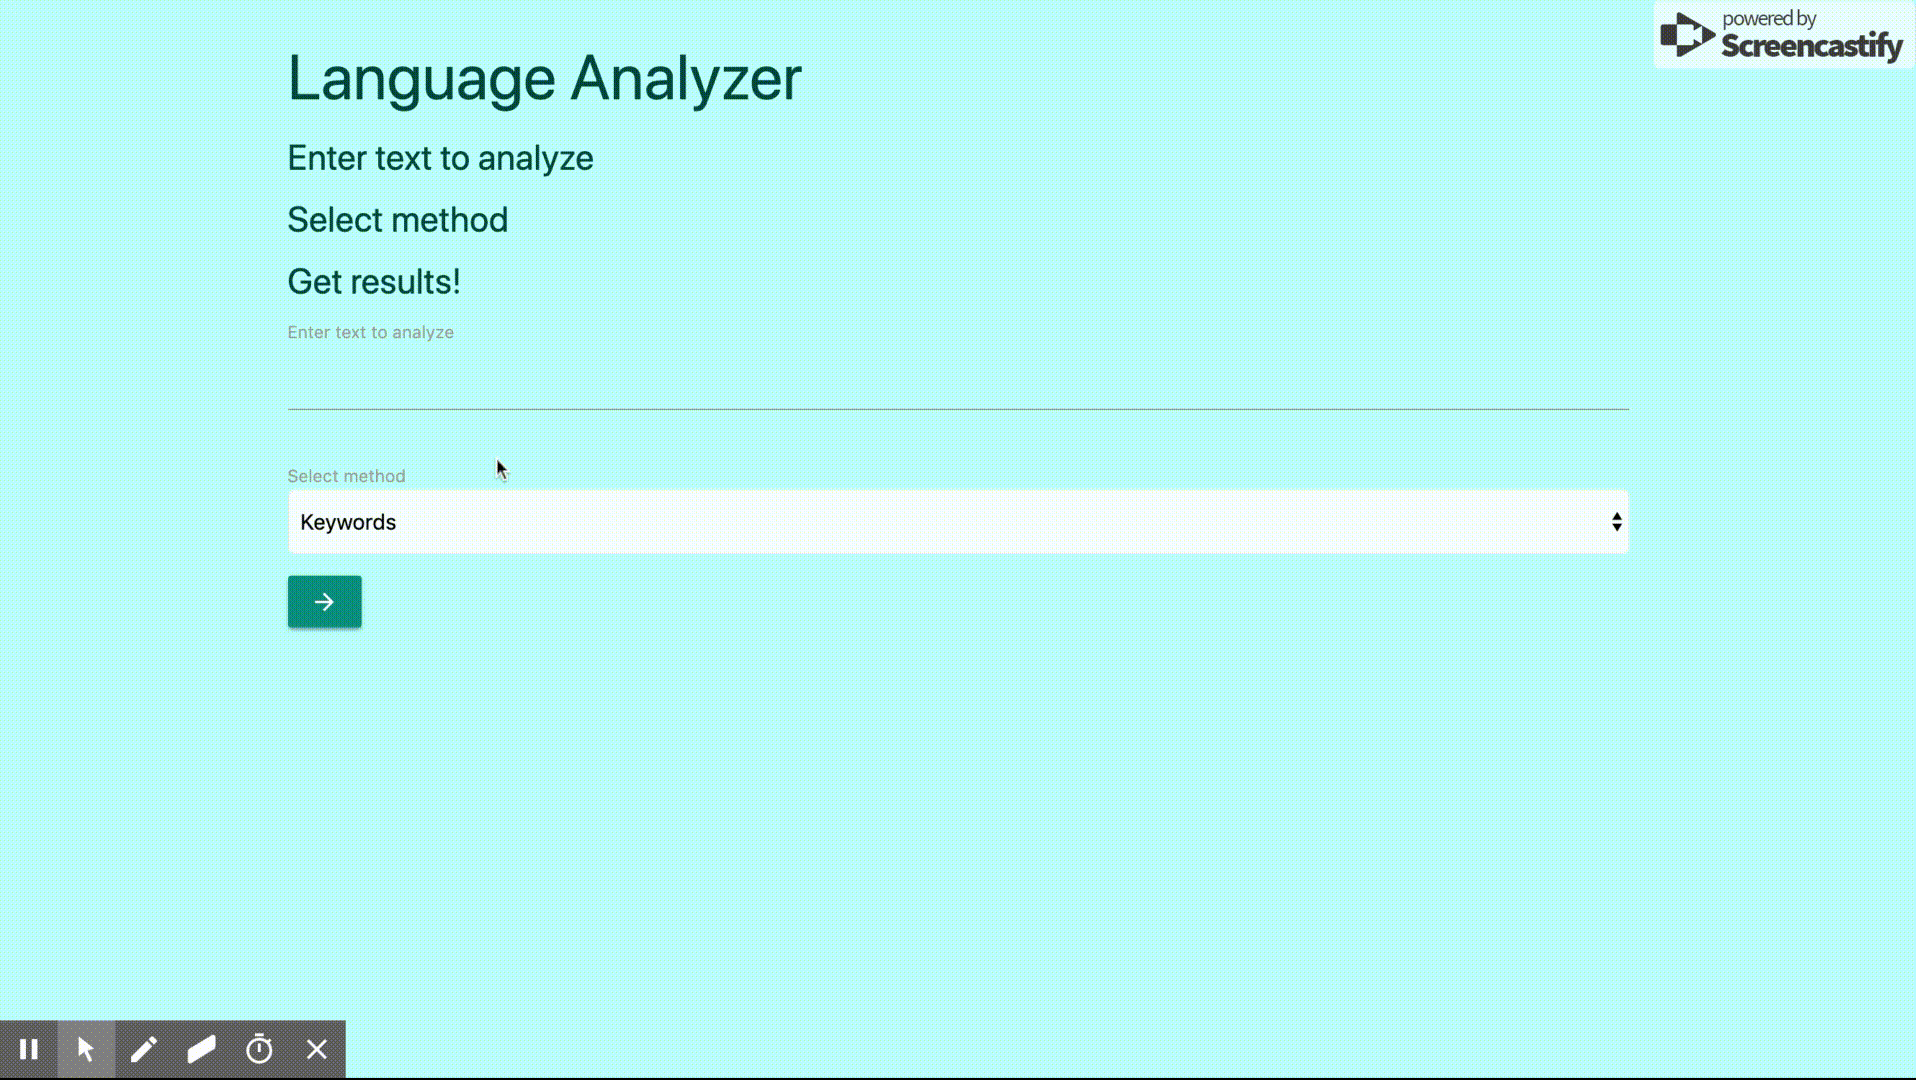 powered by
Screencastify
Language Analyzer
Enter text to analyze
Select method
Get results!
Enter text to analyze
Select method
Keywords